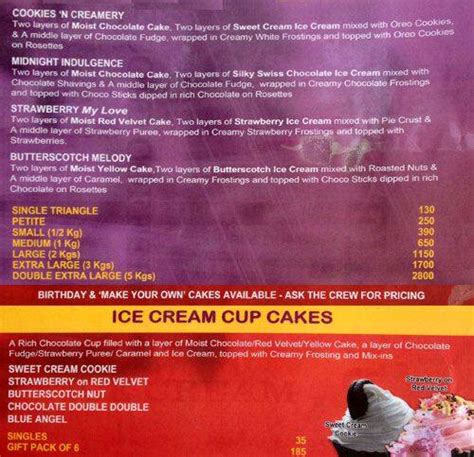 COOKIES 'N CREAMERY
Two layers of Moist Chocolate Cake, Two layers of Sweet Cream Ice Cream mixed with Oreo Cookies,
& A middle layer of Chocolate Fudge, wrapped in Creamy White Frostings and topped with Oreo Cookies
on Rosettes
MIDNIGHT INDULGENCE
Two layers of Moist Chocolate Cake, Two layers of Silky Swiss Chocolate Ice Cream mixed with
Chocolate Shavings & A middle layer of Chocolate Fudge, wrapped in Creamy Chocolate Frostings
and topped with Choco Sticks dipped in rich Chocolate on Rosettes
STRAWBERRY My Love
Two layers of Moist Red Velvet Cake, Two layers of Strawberry Ice Cream mixed with Pie Crust &
A middle layer of Strawberry Puree, wrapped in Creamy Strawberry Frostings and topped with
Strawberries.
BUTTERSCOTCH MELODY
Two layers of Moist Yellow Cake,Two layers of Butterscotch Ice Cream mixed with Roasted Nuts &
A middle layer of Caramel, wrapped in Creamy Frostings and topped with Choco Sticks dipped in rich
Chocolate on Rosettes
SINGLE TRIANGLE 130
PETITE 250
SMALL (1/2 Kgs) 390
MEDIUM (1 Kg) 650
LARGE (2 Kgs) 1150
EXTRA LARGE (3 Kgs) 1700
DOUBLE EXTRA LARGE (5 Kgs) 2800
BIRTHDAY & 'MAKE YOUR OWN' CAKES AVAILABLE - ASK THE CREW FOR PRICING
ICE CREAM CUP CAKES
A Rich Chocolate Cup filled with a layer of Moist Chocolate/Red Velvet/Yellow Cake, a layer of Chocolate
Fudge/Strawberry Puree/ Caramel and Ice Cream, topped with Creamy Frosting and Mix-ins
SWEET CREAM COOKIE
STRAWBERRY on RED VELVET
BUTTERSCOTCH NUT
CHOCOLATE DOUBLE DOUBLE
BLUE ANGEL
SINGLES 35
GIFT PACK OF 6 185
Strawberry on
Red Velvet
Sweet Cream
Cookie